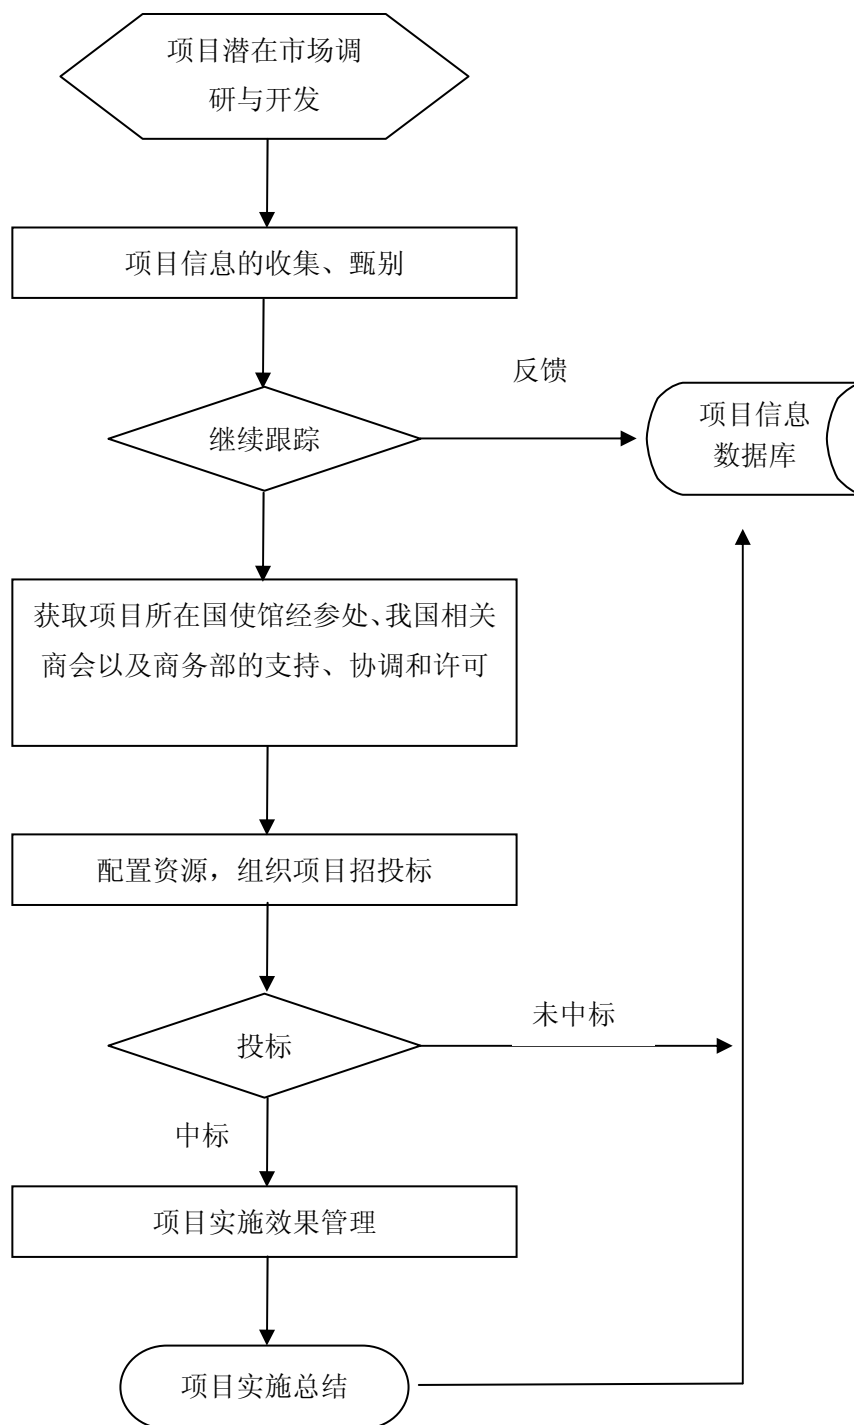 项目潜在市场调
研与开发
项目信息的收集、甄别
反馈
继续跟踪
项目信息
数据库
获取项目所在国使馆经参处、我国相关
商会以及商务部的支持、协调和许可
配置资源，组织项目招投标
未中标
投标
中标
项目实施效果管理
项目实施总结